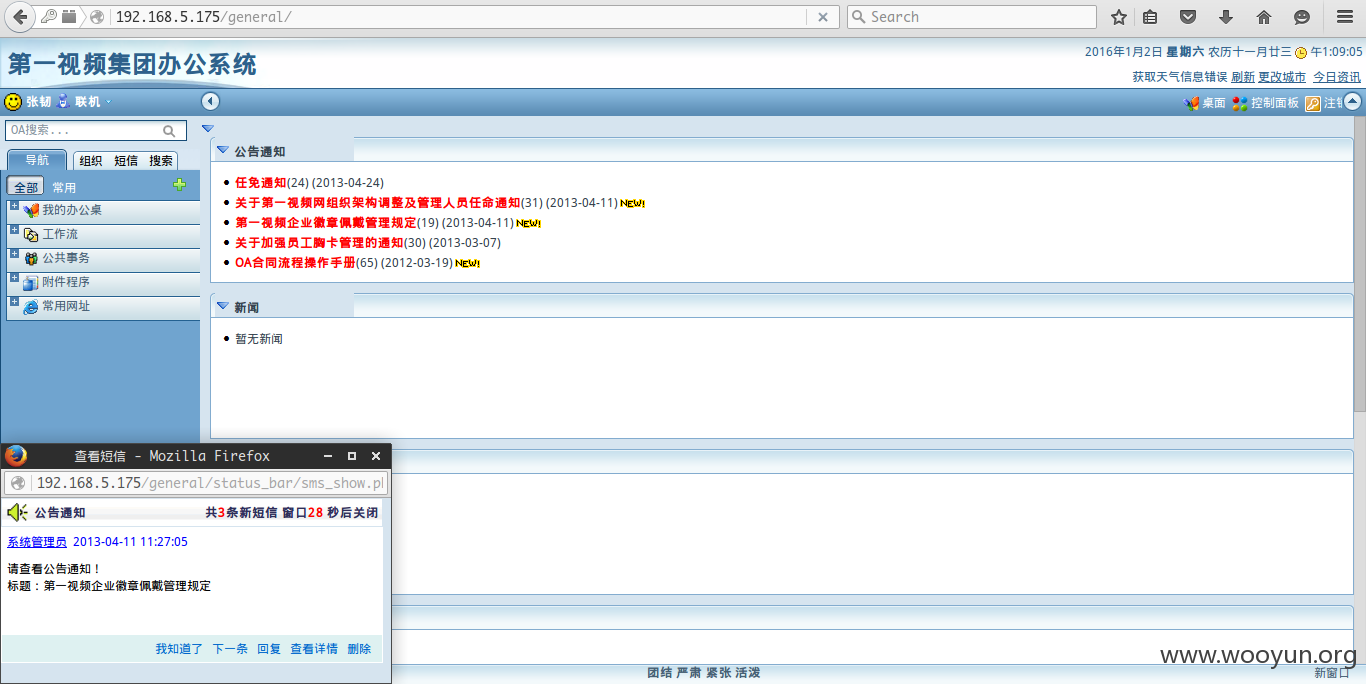 192.168.5.175/general/
Search
第一视频集团办公系统
2016年1月2日 星期六 农历十一月廿三 午1:09:05
获取天气信息错误 刷新 更改城市 今日资讯
张韧 联机
桌面 控制面板 注销
OA搜索...
导航 组织 短信 搜索
全部 常用
我的办公桌
工作流
公共事务
附件程序
常用网址
公告通知
任免通知(24) (2013-04-24)
关于第一视频网组织架构调整及管理人员任命通知(31) (2013-04-11) NEW!
第一视频企业徽章佩戴管理规定(19) (2013-04-11) NEW!
关于加强员工胸卡管理的通知(30) (2013-03-07)
OA合同流程操作手册(65) (2012-03-19) NEW!
新闻
暂无新闻
查看短信 - Mozilla Firefox
192.168.5.175/general/status_bar/sms_show.p
公告通知 共3条新短信 窗口28 秒后关闭
系统管理员 2013-04-11 11:27:05
请查看公告通知！
标题：第一视频企业徽章佩戴管理规定
我知道了 下一条 回复 查看详情 删除
团结 严肃 紧张 活泼
www.wooyun.org
新窗口